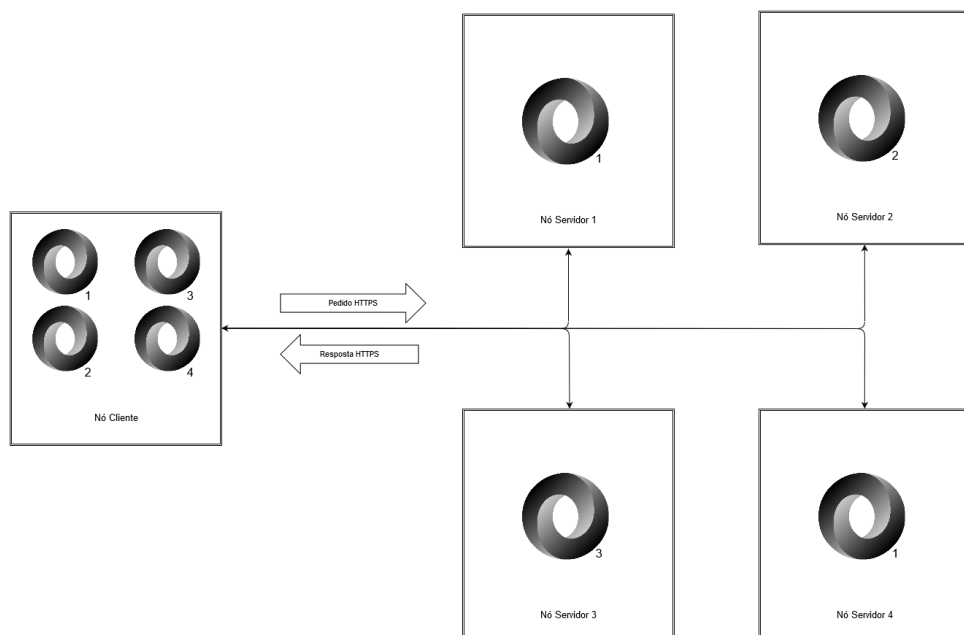 1
Nó Servidor 1
2
Nó Servidor 2
1
3
2
4
Nó Cliente
Pedido HTTPS
Resposta HTTPS
3
Nó Servidor 3
1
Nó Servidor 4